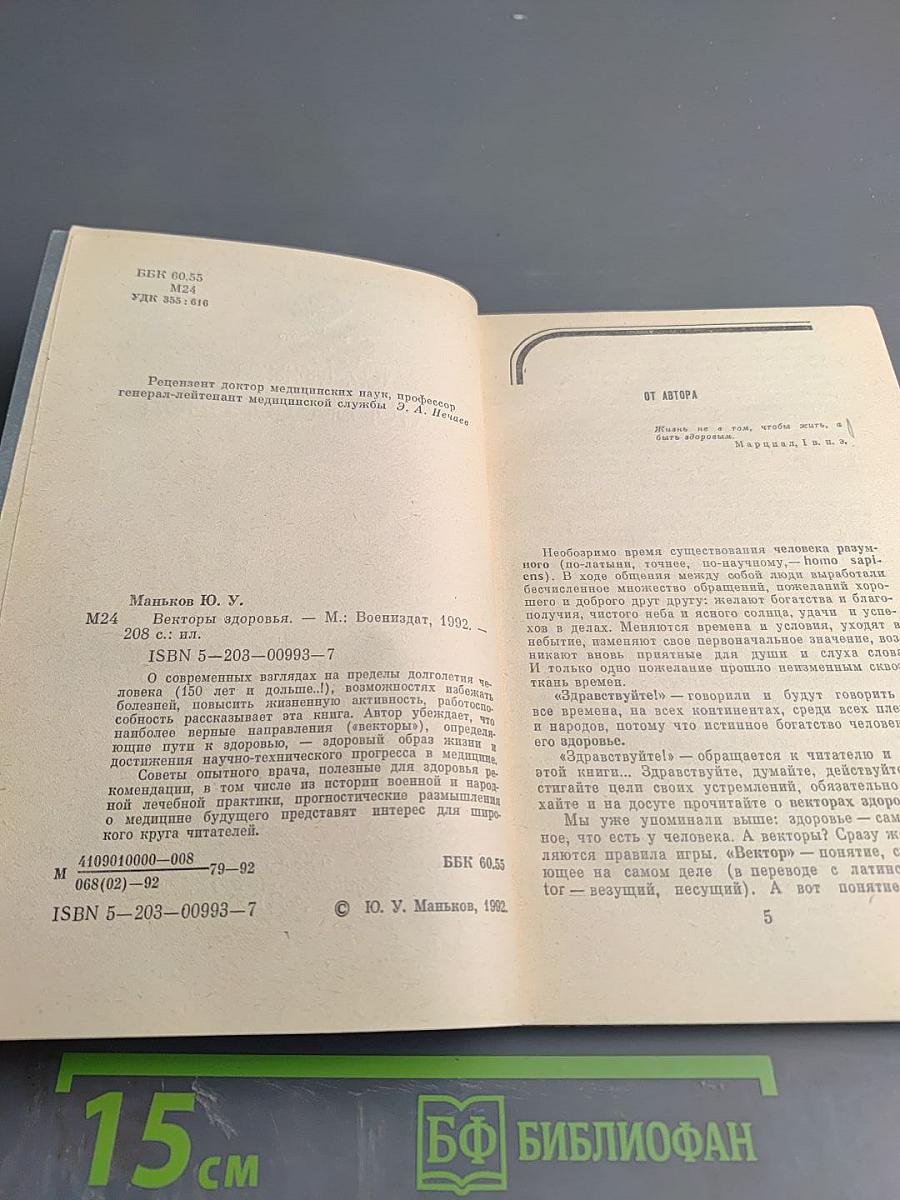 ББК 60.55
М24
УДК 355 : 616
Рецензент доктор медицинских наук, профессор
генерал-лейтенант медицинской службы Э. А. Нечаев
Маньков Ю. У.
М24 Векторы здоровья. — М.: Воениздат, 1992. —
208 с.: ил.
ISBN 5—203—00993—7
О современных взглядах на пределы долголетия че-
ловека (150 лет и дольше..!), возможностях избежать
болезней, повысить жизненную активность, работоспо-
собность рассказывает эта книга. Автор убеждает, что
наиболее верные направления («векторы»), определя-
ющие пути к здоровью, — здоровый образ жизни и
достижения научно-технического прогресса в медицине.
Советы опытного врача, полезные для здоровья ре-
комендации, в том числе из истории военной и народ-
ной лечебной практики, прогностические размышления
о медицине будущего представят интерес для широ-
кого круга читателей.
М 4109010000—008
068(02)—92
—79—92
ББК 60.55
ISBN 5—203—00993—7
© Ю. У. Маньков, 1992
ОТ АВТОРА
Жизнь не в том, чтобы жить, а
быть здоровым.
Марциал, I в. н. э.
Необозримо время существования человека разум-
ного (по-латыни, точнее, по-научному,— homo sapi-
ens). В ходе общения между собой люди выработали
бесчисленное множество обращений, пожеланий хоро-
шего и доброго друг другу: желают богатства и благо-
получия, чистого неба и ясного солнца, удачи и успе-
хов в делах. Меняются времена и условия, уходят в
небытие, изменяют свое первоначальное значение, воз
никают вновь приятные для души и слуха слова
И только одно пожелание прошло неизменным сквоз
ткань времен.
«Здравствуйте!» — говорили и будут говорить
все времена, на всех континентах, среди всех пле
и народов, потому что истинное богатство человек
его здоровье.
«Здравствуйте!» — обращается к читателю и
этой книги... Здравствуйте, думайте, действуйте
стигайте цели своих устремлений, обязательно
хайте и на досуге прочитайте о векторах здоро
Мы уже упоминали выше: здоровье — сам
ное, что есть у человека. А векторы? Сразу ж
ляются правила игры. «Вектор» — понятие, с
ющее на самом деле (в переводе с латинс
tor — везущий, несущий). А вот понятие
5
15 см
БФ БИБЛИОФАН